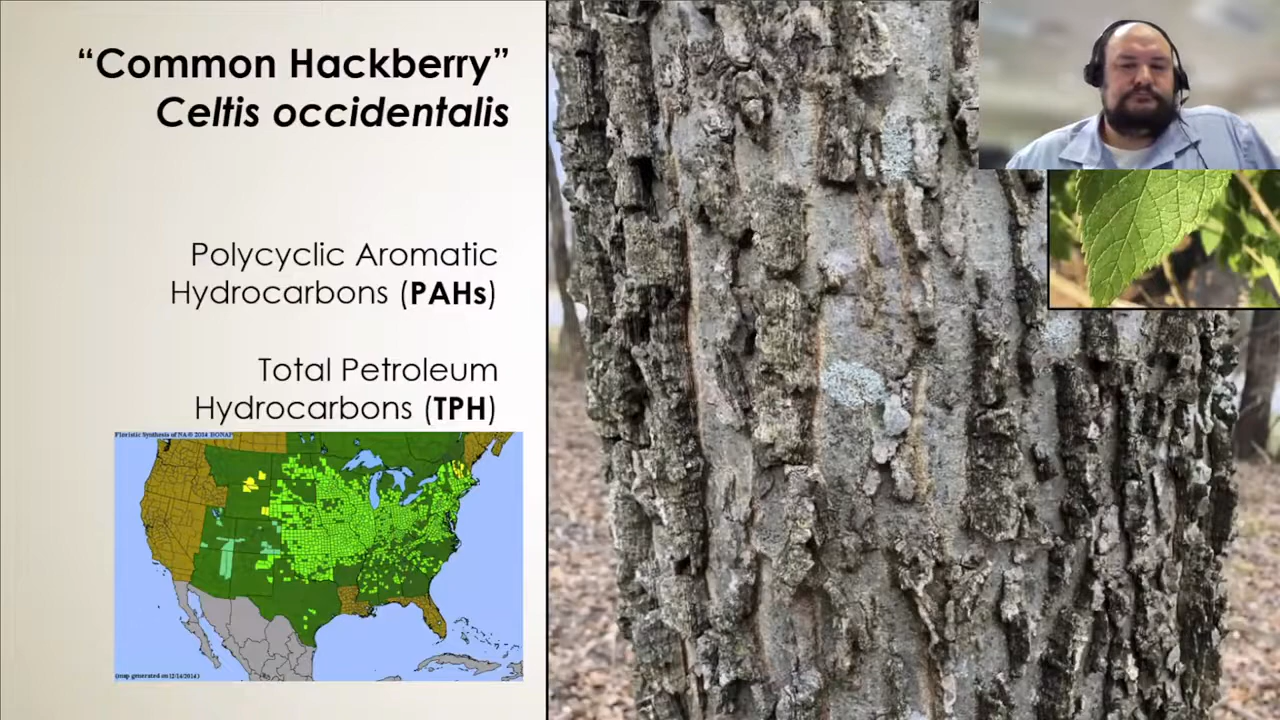 “Common Hackberry”
Celtis occidentalis
Polycyclic Aromatic
Hydrocarbons (PAHs)
Total Petroleum
Hydrocarbons (TPH)
Floristic Synthesis of NA © 2014 BONAP
(map generated on 12/14/2014)